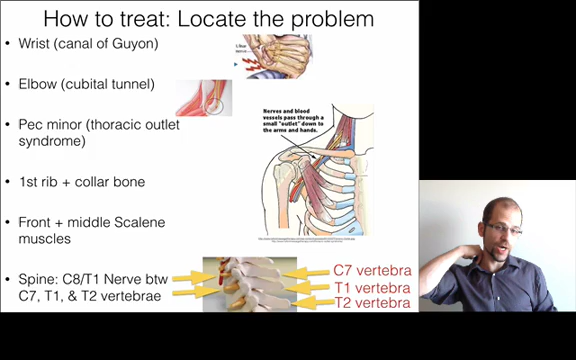 How to treat: Locate the problem
• Wrist (canal of Guyon)
• Elbow (cubital tunnel)
• Pec minor (thoracic outlet
syndrome)
• 1st rib + collar bone
• Front + middle Scalene
muscles
• Spine: C8/T1 Nerve btw
C7, T1, & T2 vertebrae
nerve
Nerves and blood
vessels pass through a
small "outlet" down to
the arms and hands.
C7 vertebra
T1 vertebra
T2 vertebra